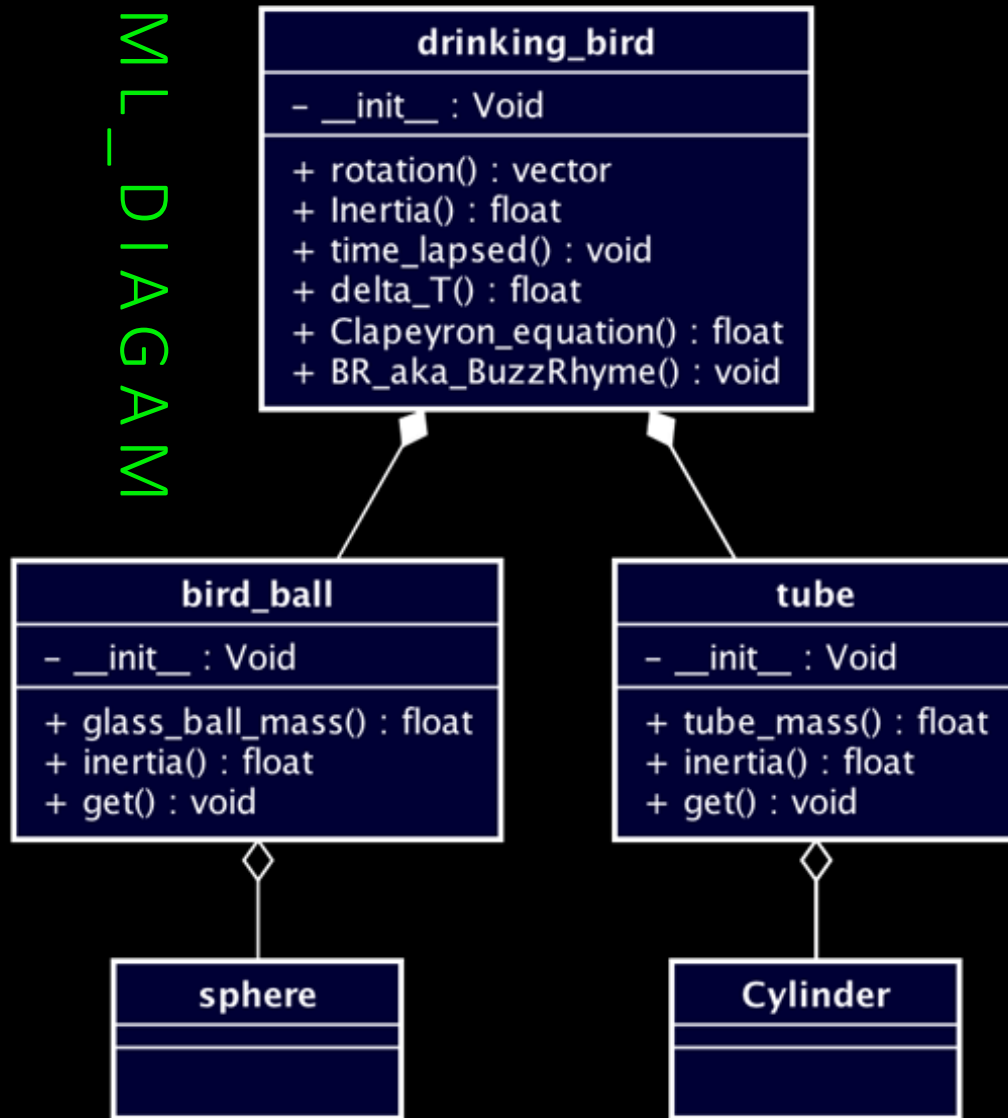 ML_DIAGAM
drinking_bird
- __init__ : Void
+ rotation() : vector
+ Inertia() : float
+ time_lapsed() : void
+ delta_T() : float
+ Clapeyron_equation() : float
+ BR_aka_BuzzRhyme() : void
bird_ball
- __init__ : Void
+ glass_ball_mass() : float
+ inertia() : float
+ get() : void
tube
- __init__ : Void
+ tube_mass() : float
+ inertia() : float
+ get() : void
sphere
Cylinder